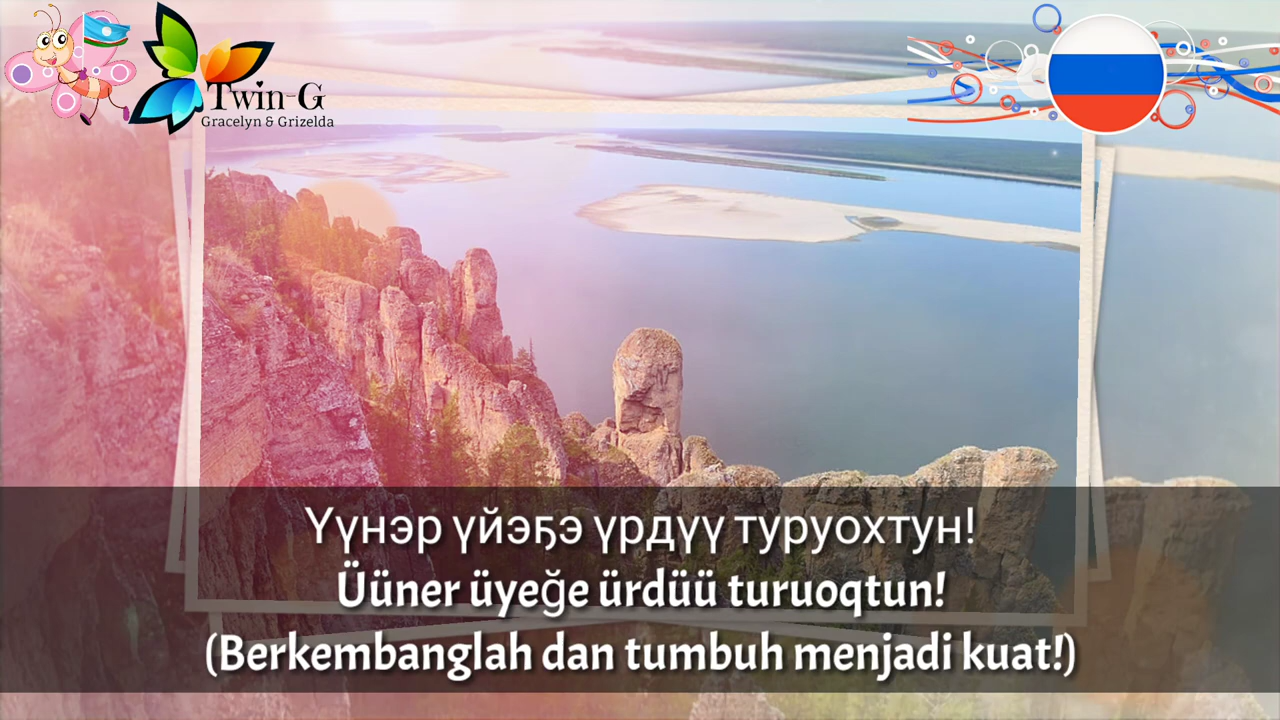 Twin-G
Gracelyn & Grizelda
Үүнэр үйэҕэ үрдүү туруохтун!
Üüner üyeğe ürdüü turuoqtun!
(Berkembanglah dan tumbuh menjadi kuat!)